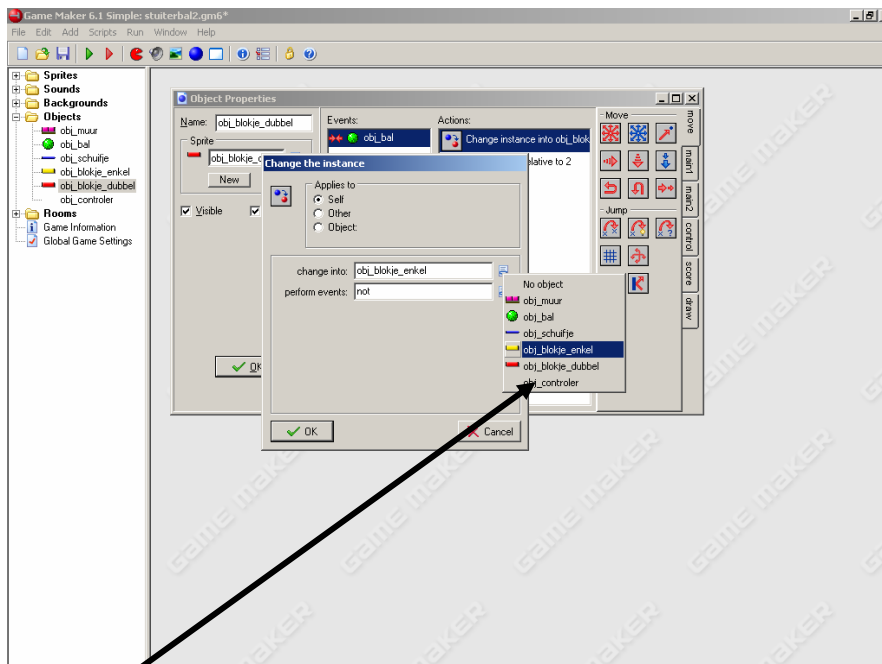 Game Maker 6.1 Simple: stuiterbal2.gm6*
File Edit Add Scripts Run Window Help
Sprites
Sounds
Backgrounds
Objects
obj_muur
obj_bal
obj_schuifje
obj_blokje_enkel
obj_blokje_dubbel
obj_controler
Rooms
Game Information
Global Game Settings
Object Properties
Name: obj_blokje_dubbel
Sprite
New
Visible
Events:
obj_bal
Actions:
Change instance into obj_blok
elative to 2
Move
Jump
move
main1
main2
control
score
draw
Change the instance
Applies to
Self
Other
Object:
change into: obj_blokje_enkel
perform events: not
OK
Cancel
No object
obj_muur
obj_bal
obj_schuifje
obj_blokje_enkel
obj_blokje_dubbel
obj_controler
GAME MAKER